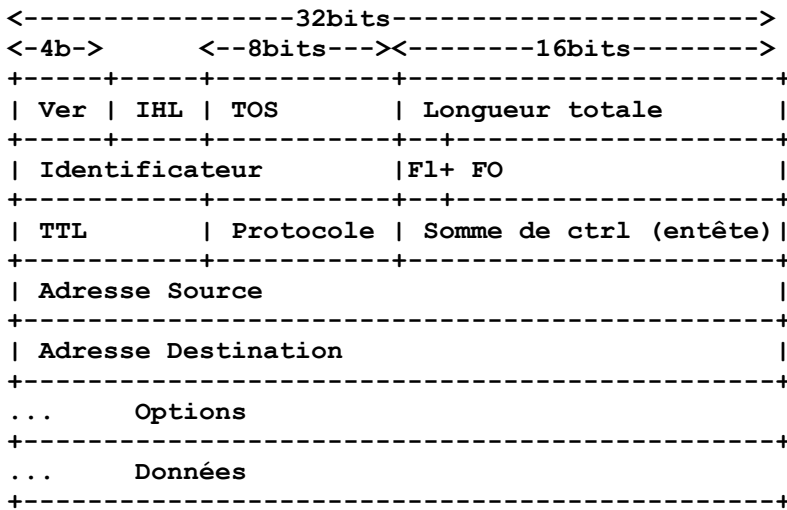 <-----------------32bits----------------------->
<-4b->      <--8bits---><--------16bits-------->
+-----+-----+-----------+-----------------------+
| Ver | IHL | TOS       | Longueur totale       |
+-----+-----+-----------+--+--------------------+
| Identificateur        |Fl+ FO                 |
+-----------+-----------+--+--------------------+
| TTL       | Protocole | Somme de ctrl (entête)|
+-----------+-----------+-----------------------+
| Adresse Source                                |
+-----------------------------------------------+
| Adresse Destination                           |
+-----------------------------------------------+
...     Options
+-----------------------------------------------+
...     Données
+-----------------------------------------------+